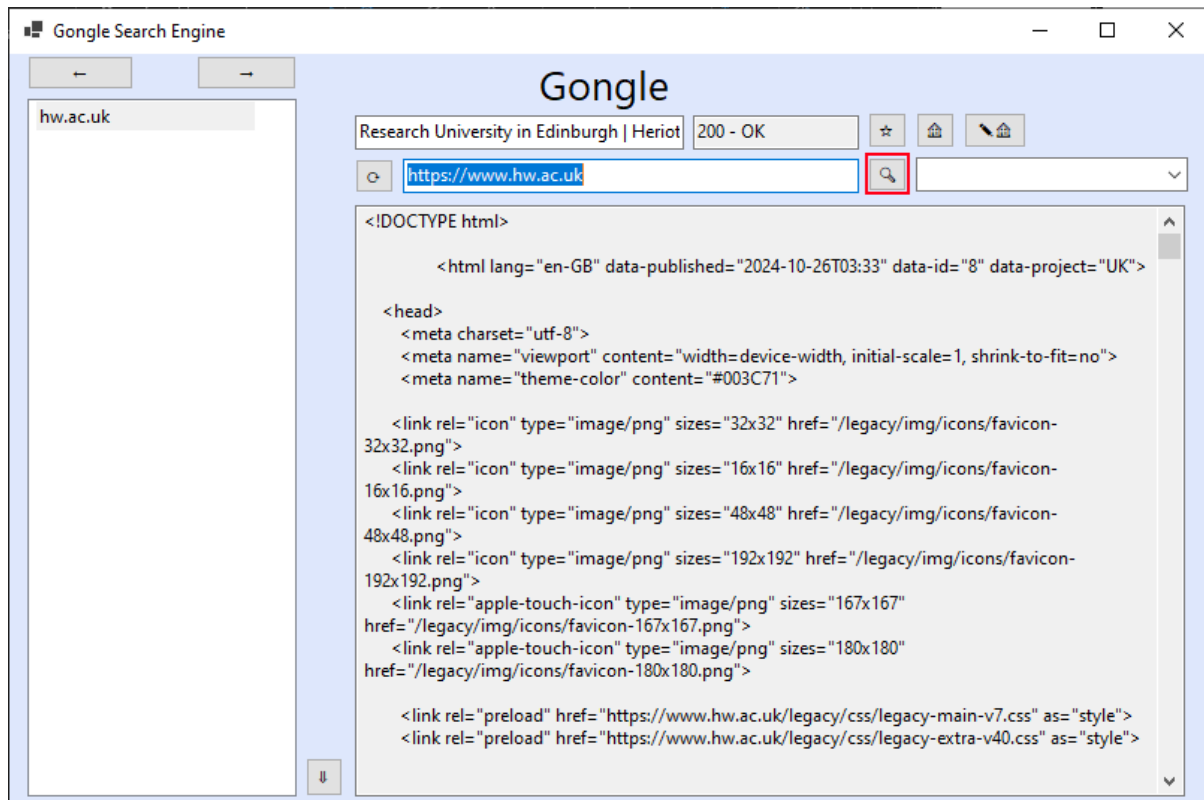 Gongle Search Engine
← →
Gongle
hw.ac.uk
Research University in Edinburgh | Heriot
200 - OK
https://www.hw.ac.uk
<!DOCTYPE html>
<html lang="en-GB" data-published="2024-10-26T03:33" data-id="8" data-project="UK">
<head>
<meta charset="utf-8">
<meta name="viewport" content="width=device-width, initial-scale=1, shrink-to-fit=no">
<meta name="theme-color" content="#003C71">
<link rel="icon" type="image/png" sizes="32x32" href="/legacy/img/icons/favicon-
32x32.png">
<link rel="icon" type="image/png" sizes="16x16" href="/legacy/img/icons/favicon-
16x16.png">
<link rel="icon" type="image/png" sizes="48x48" href="/legacy/img/icons/favicon-
48x48.png">
<link rel="icon" type="image/png" sizes="192x192" href="/legacy/img/icons/favicon-
192x192.png">
<link rel="apple-touch-icon" type="image/png" sizes="167x167"
href="/legacy/img/icons/favicon-167x167.png">
<link rel="apple-touch-icon" type="image/png" sizes="180x180"
href="/legacy/img/icons/favicon-180x180.png">
<link rel="preload" href="https://www.hw.ac.uk/legacy/css/legacy-main-v7.css" as="style">
<link rel="preload" href="https://www.hw.ac.uk/legacy/css/legacy-extra-v40.css" as="style">